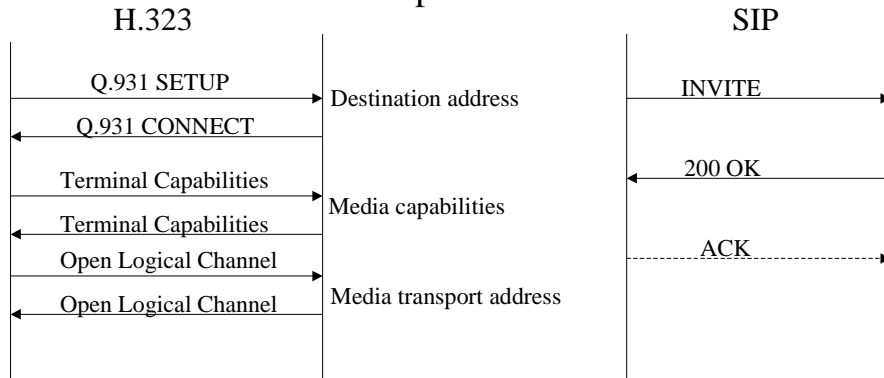 H.323
SIP
Q.931 SETUP
Destination address
INVITE
Q.931 CONNECT
200 OK
Terminal Capabilities
Media capabilities
Terminal Capabilities
ACK
Open Logical Channel
Media transport address
Open Logical Channel